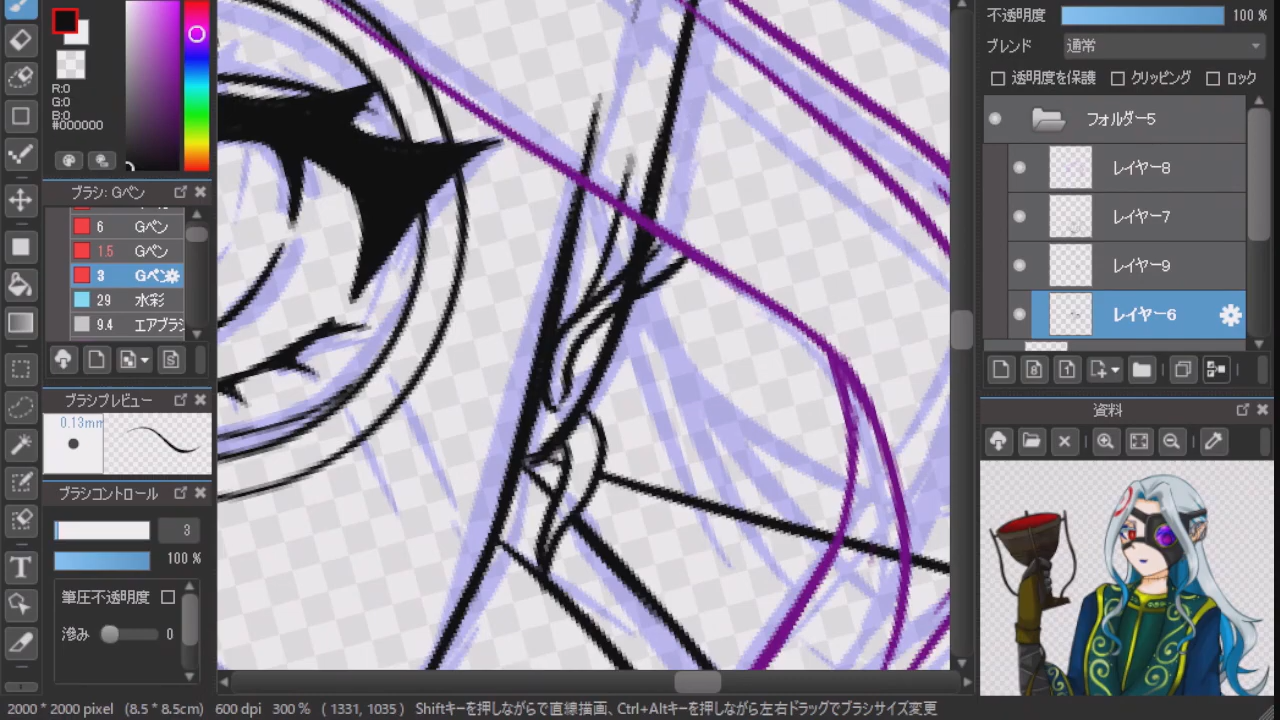 不透明度 100 %
ブレンド 通常
透明度を保護 クリッピング ロック
R:0
G:0
B:0
#000000
フォルダー5
レイヤー8
レイヤー7
レイヤー9
レイヤー6
ブラシ: Gペン
6 Gペン
1.5 Gペン
3 Gペン
29 水彩
9.4 エアブラシ
ブラシプレビュー
0.13mm
ブラシコントロール
3
100 %
筆圧不透明度
滲み 0
資料
2000 * 2000 pixel (8.5 * 8.5cm) 600 dpi 300 % ( 1331, 1035 ) Shiftキーを押しながらで直線描画、Ctrl+Altキーを押しながら左右ドラッグでブラシサイズ変更